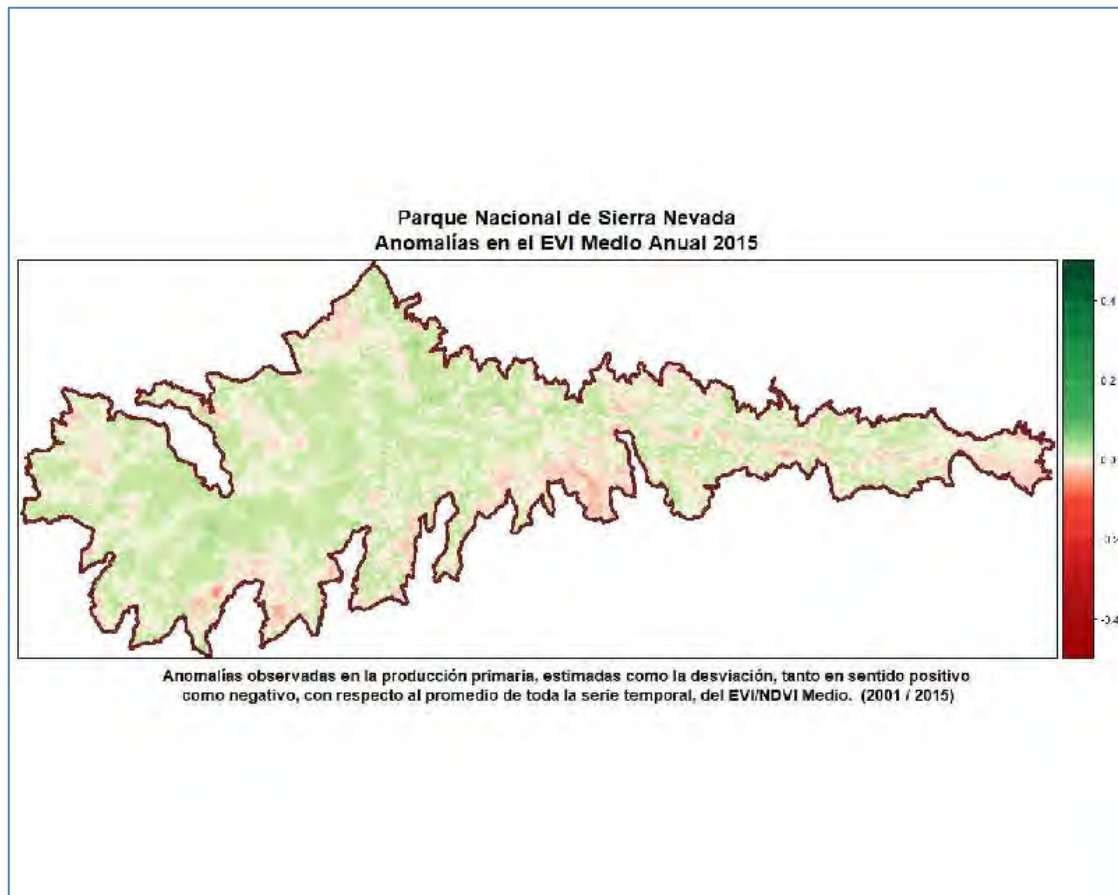 Parque Nacional de Sierra Nevada
Anomalías en el EVI Medio Anual 2015
0.4
0.2
0.0
-0.2
-0.4
Anomalías observadas en la producción primaria, estimadas como la desviación, tanto en sentido positivo
como negativo, con respecto al promedio de toda la serie temporal, del EVI/NDVI Medio. (2001 / 2015)